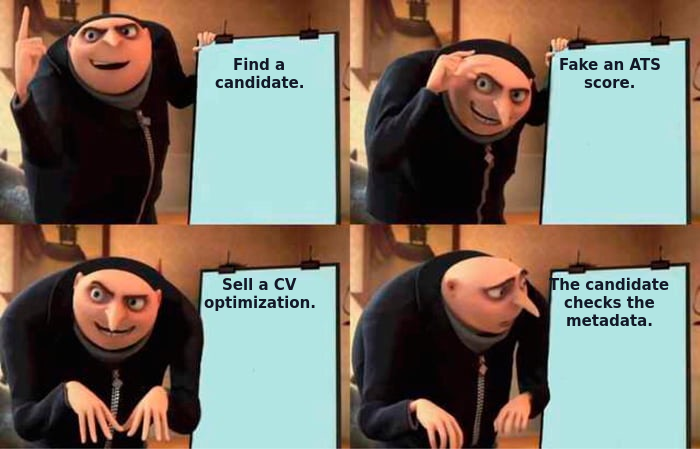 Find a
candidate.
Fake an ATS
score.
Sell a CV
optimization.
The candidate
checks the
metadata.